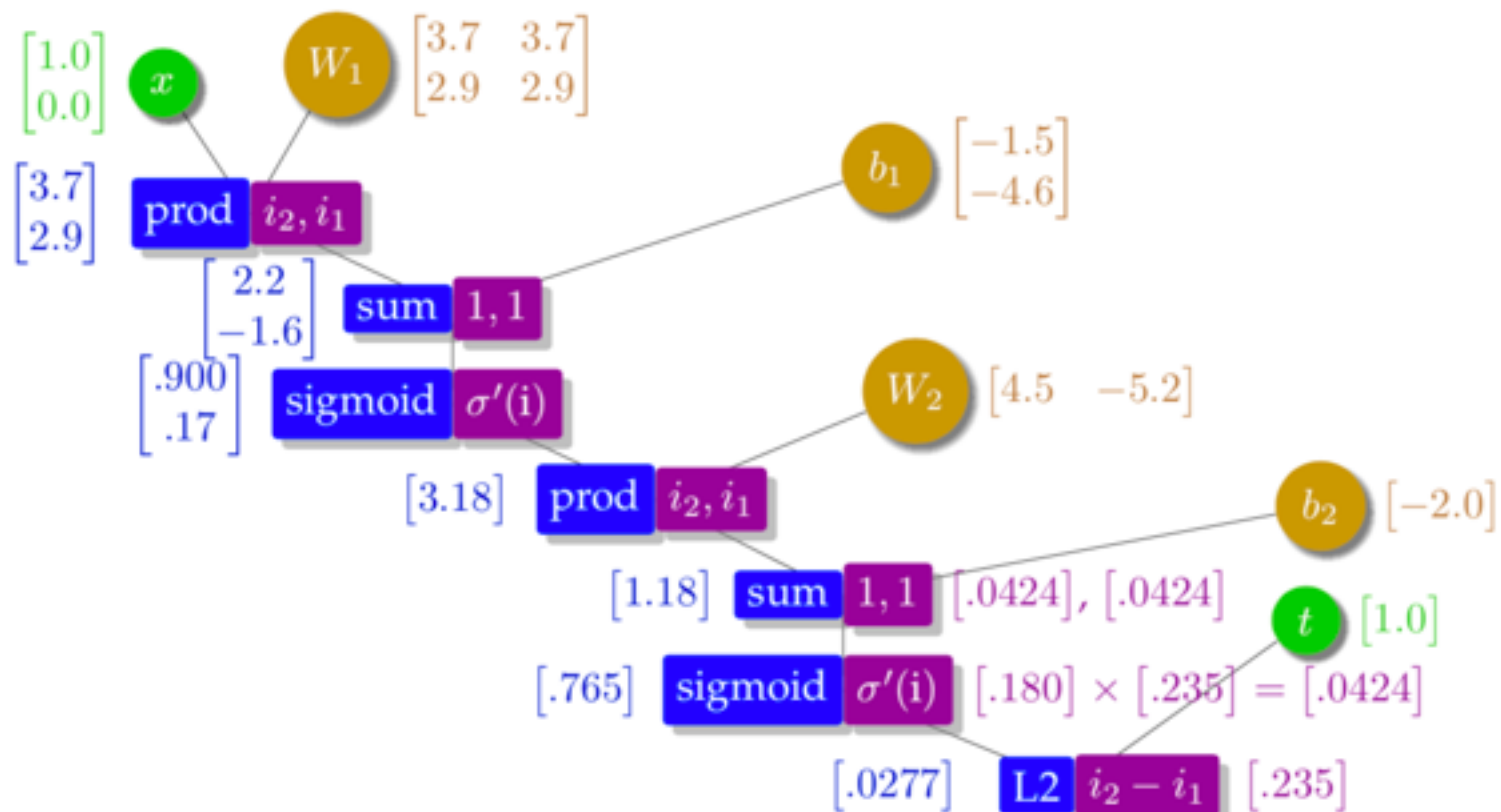 [1.0 0.0] x W₁ [3.7 3.7 2.9 2.9]
[3.7 2.9] prod i₂, i₁ b₁ [−1.5 −4.6]
[2.2 −1.6] sum 1, 1
[.900 .17] sigmoid σ′(i) W₂ [4.5 −5.2]
[3.18] prod i₂, i₁ b₂ [−2.0]
[1.18] sum 1, 1 [.0424], [.0424] t [1.0]
[.765] sigmoid σ′(i) [.180] × [.235] = [.0424]
[.0277] L2 i₂ − i₁ [.235]